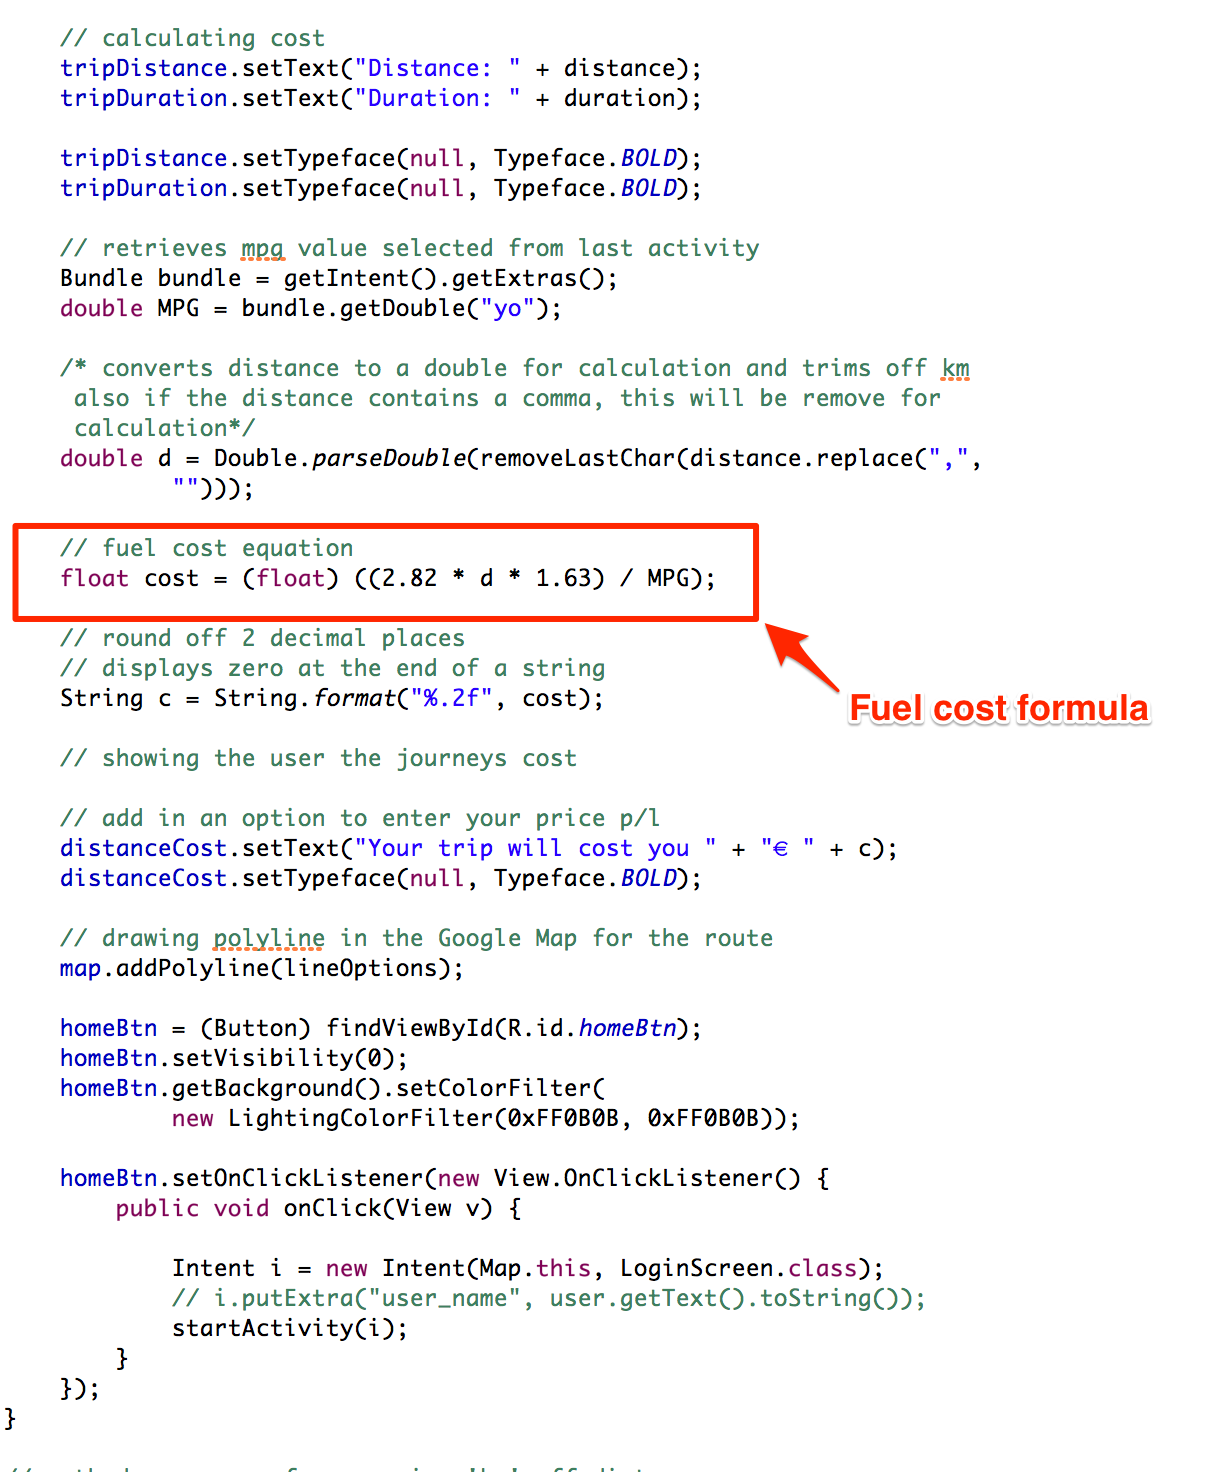 // calculating cost
tripDistance.setText("Distance: " + distance);
tripDuration.setText("Duration: " + duration);
tripDistance.setTypeface(null, Typeface.BOLD);
tripDuration.setTypeface(null, Typeface.BOLD);
// retrieves mpg value selected from last activity
Bundle bundle = getIntent().getExtras();
double MPG = bundle.getDouble("yo");
/* converts distance to a double for calculation and trims off km
also if the distance contains a comma, this will be remove for
calculation*/
double d = Double.parseDouble(removeLastChar(distance.replace(",",
"")));
// fuel cost equation
float cost = (float) ((2.82 * d * 1.63) / MPG);
// round off 2 decimal places
// displays zero at the end of a string
String c = String.format("%.2f", cost);
Fuel cost formula
// showing the user the journeys cost
// add in an option to enter your price p/l
distanceCost.setText("Your trip will cost you " + "€ " + c);
distanceCost.setTypeface(null, Typeface.BOLD);
// drawing polyline in the Google Map for the route
map.addPolyline(lineOptions);
homeBtn = (Button) findViewById(R.id.homeBtn);
homeBtn.setVisibility(0);
homeBtn.getBackground().setColorFilter(
new LightingColorFilter(0xFF0B0B, 0xFF0B0B));
homeBtn.setOnClickListener(new View.OnClickListener() {
public void onClick(View v) {
Intent i = new Intent(Map.this, LoginScreen.class);
// i.putExtra("user_name", user.getText().toString());
startActivity(i);
}
});
}